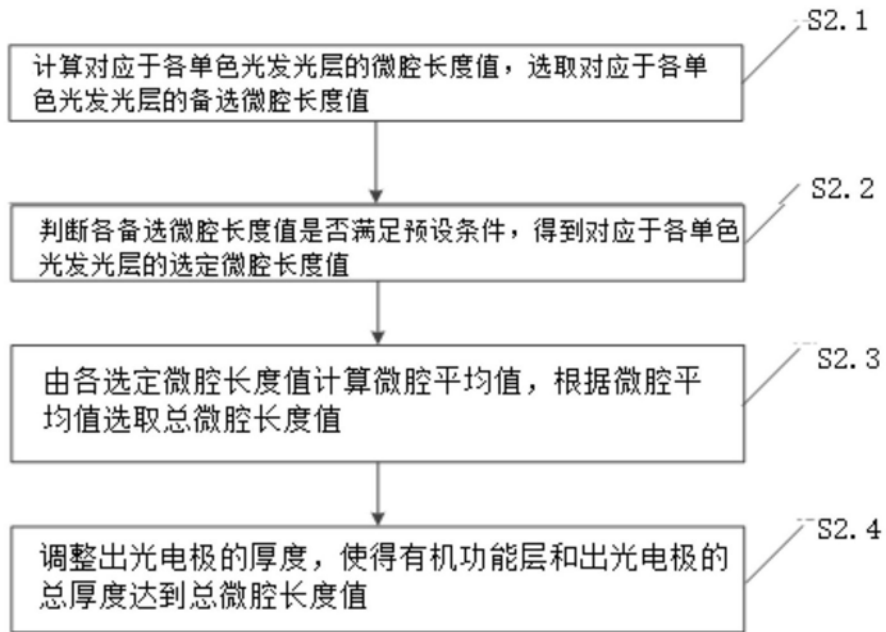 S2.1
计算对应于各单色光发光层的微腔长度值，选取对应于各单
色光发光层的备选微腔长度值
S2.2
判断各备选微腔长度值是否满足预设条件，得到对应于各单色
光发光层的选定微腔长度值
S2.3
由各选定微腔长度值计算微腔平均值，根据微腔平
均值选取总微腔长度值
S2.4
调整出光电极的厚度，使得有机功能层和出光电极的
总厚度达到总微腔长度值